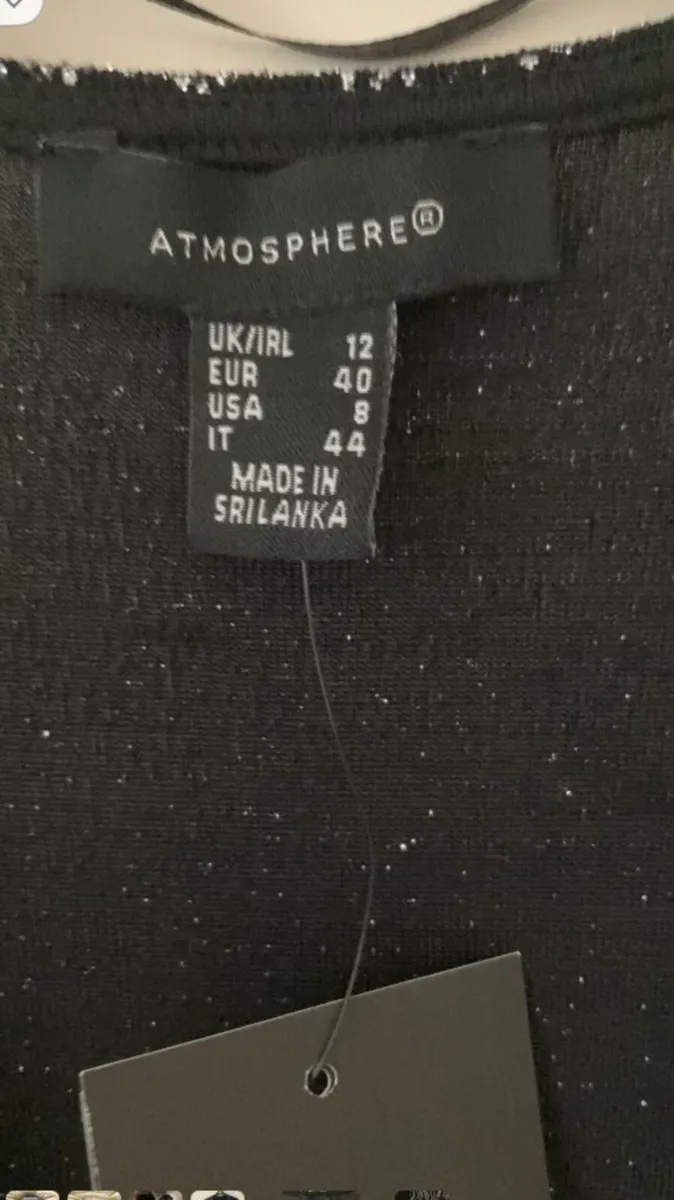 ATMOSPHERE®
UK/IRL 12
EUR 40
USA 8
IT 44
MADE IN
SRILANKA